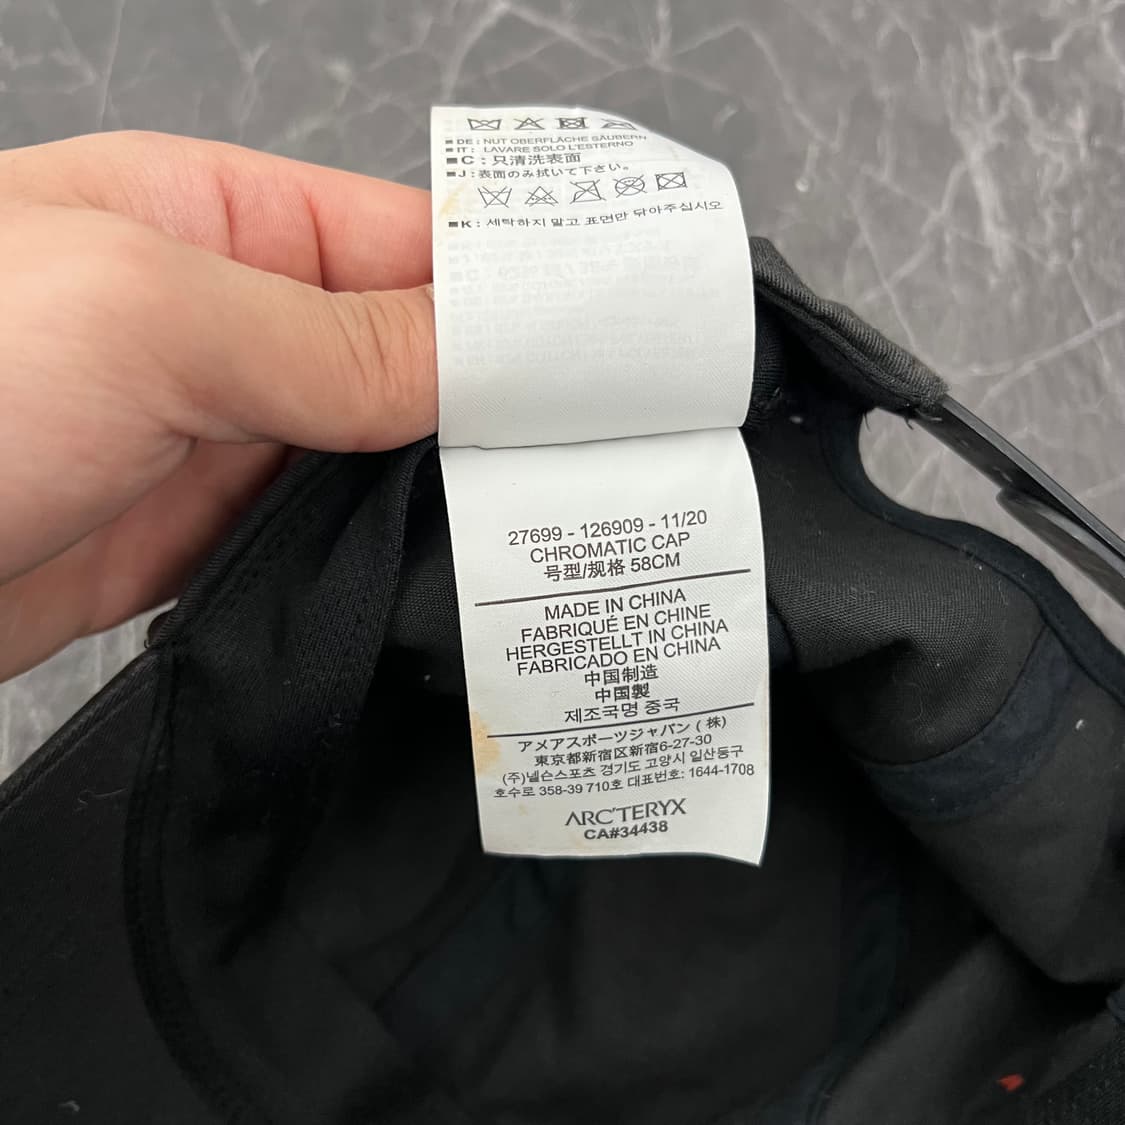 DE: NUT OBERFLÄCHE SÄUBERN
IT: LAVARE SOLO L'ESTERNO
C: 只清洗表面
J: 表面のみ拭いて下さい。
K: 세탁하지 말고 표면만 닦아주십시오
27699 - 126909 - 11/20
CHROMATIC CAP
号型/规格 58CM
MADE IN CHINA
FABRIQUÉ EN CHINE
HERGESTELLT IN CHINA
FABRICADO EN CHINA
中国制造
中国製
제조국명 중국
アメアスポーツジャパン (株)
東京都新宿区新宿6-27-30
(주)넬슨스포츠 경기도 고양시 일산동구
호수로 358-39 710호 대표번호: 1644-1708
ARC'TERYX
CA#34438